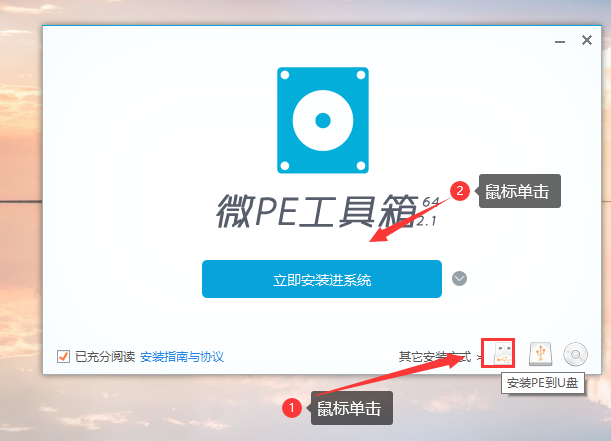 微PE工具箱 64
2.1
2 鼠标单击
立即安装进系统
已充分阅读 安装指南与协议
其它安装方式 >
安装PE到U盘
1 鼠标单击